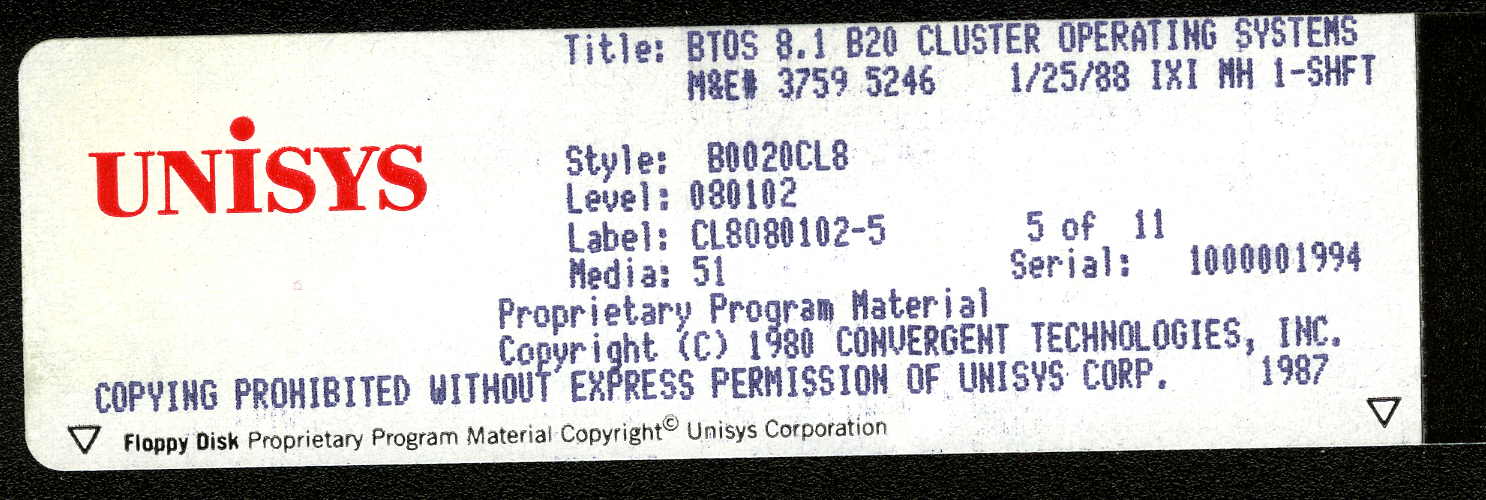 Title: BTOS 8.1 B20 CLUSTER OPERATING SYSTEMS
M&E# 3759 5246 1/25/88 IXI MH 1-SHFT
UNISYS
Style: B0020CL8
Level: 080102
Label: CL8080102-5 5 of 11
Media: 51 Serial: 1000001994
Proprietary Program Material
Copyright (C) 1980 CONVERGENT TECHNOLOGIES, INC.
COPYING PROHIBITED WITHOUT EXPRESS PERMISSION OF UNISYS CORP. 1987
Floppy Disk Proprietary Program Material Copyright© Unisys Corporation